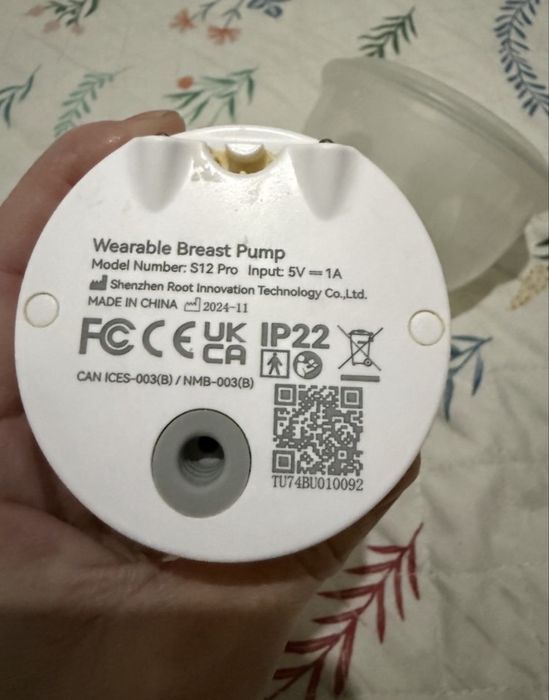 Wearable Breast Pump
Model Number: S12 Pro Input: 5V⎓1A
Shenzhen Root Innovation Technology Co.,Ltd.
MADE IN CHINA 2024-11
FC CE UK CA IP22
CAN ICES-003(B) / NMB-003(B)
TU74BU010092